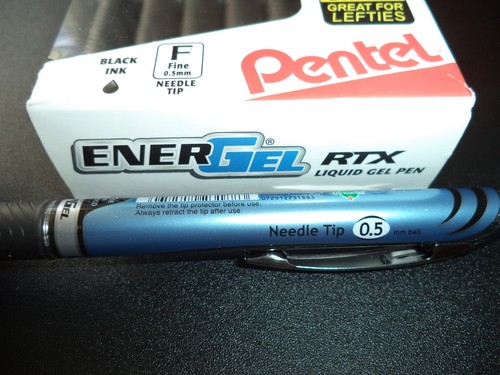 GREAT FOR
LEFTIES
BLACK
INK
F
Fine
0.5mm
NEEDLE
TIP
Pentel
ENERGEL® RTX
LIQUID GEL PEN
Remove the tip protector before use.
Always retract the tip after use.
Needle Tip 0.5 mm ball
GEL